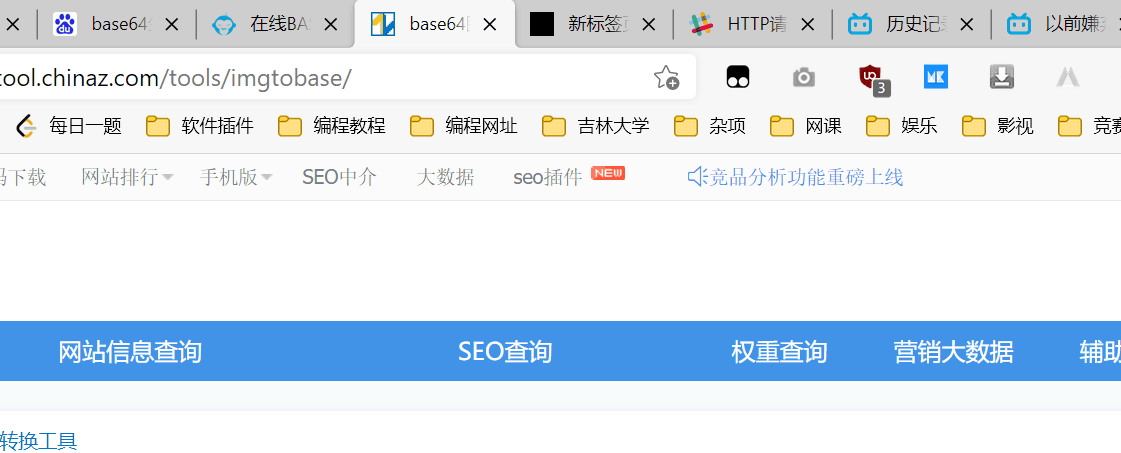 base64 在线BAS base64 新标签页 HTTP请 历史记录 以前嫌
tool.chinaz.com/tools/imgtobase/
3
每日一题 软件插件 编程教程 编程网址 吉林大学 杂项 网课 娱乐 影视 竞赛
码下载 网站排行 手机版 SEO中介 大数据 seo插件 NEW 竞品分析功能重磅上线
网站信息查询 SEO查询 权重查询 营销大数据 辅助
转换工具